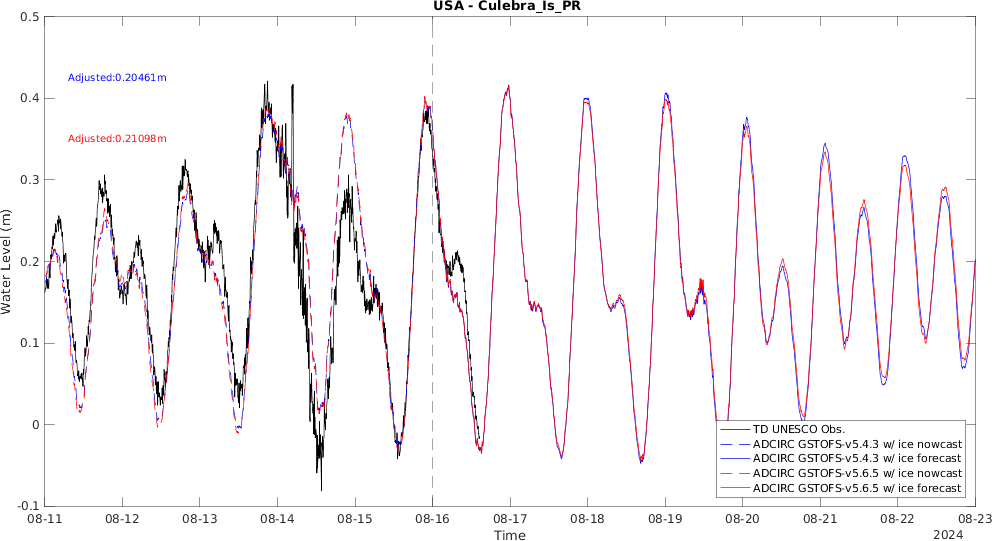 USA - Culebra_Is_PR
Adjusted:0.20461m
Adjusted:0.21098m
Water Level (m)
0.5
0.4
0.3
0.2
0.1
0
-0.1
TD UNESCO Obs.
ADCIRC GSTOFS-v5.4.3 w/ ice nowcast
ADCIRC GSTOFS-v5.4.3 w/ ice forecast
ADCIRC GSTOFS-v5.6.5 w/ ice nowcast
ADCIRC GSTOFS-v5.6.5 w/ ice forecast
08-11 08-12 08-13 08-14 08-15 08-16 08-17 08-18 08-19 08-20 08-21 08-22 08-23
Time
2024